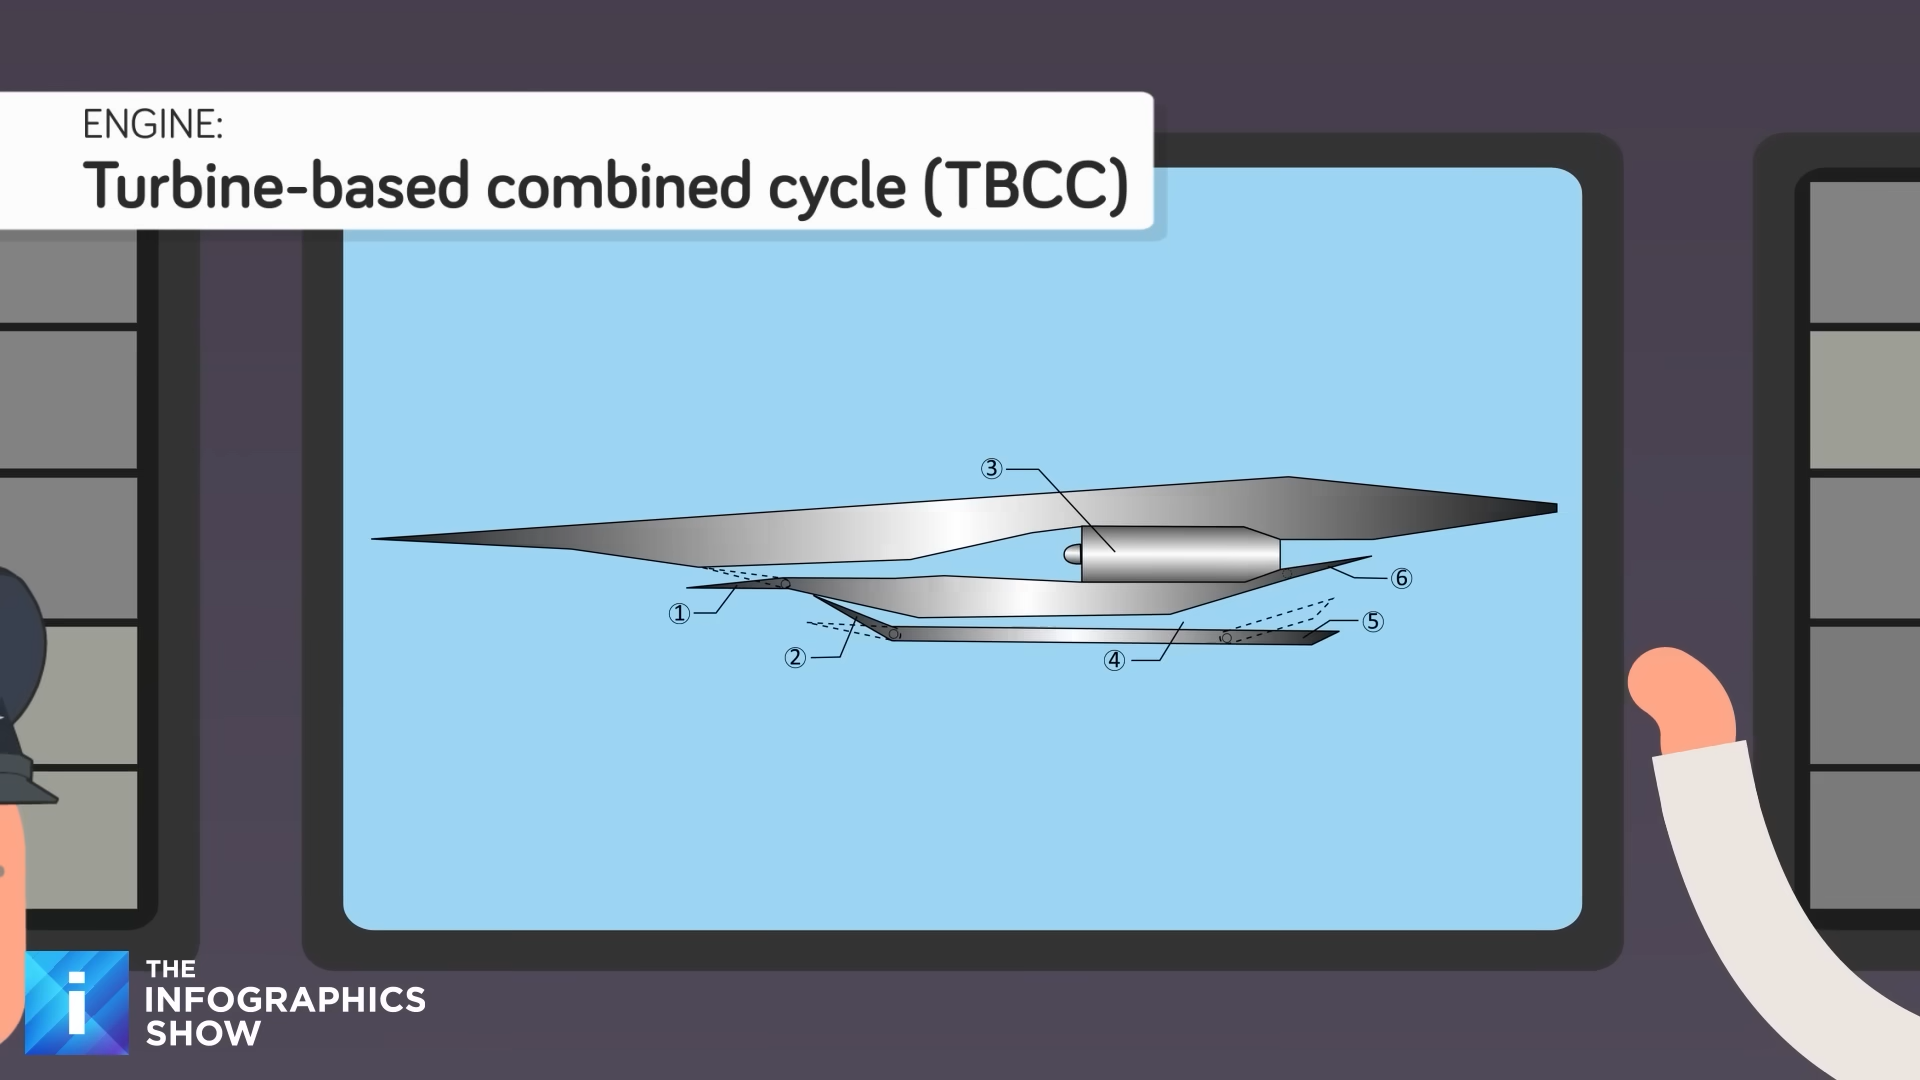 ENGINE:
Turbine-based combined cycle (TBCC)
③
①
②
④
⑤
⑥
i
THE
INFOGRAPHICS
SHOW